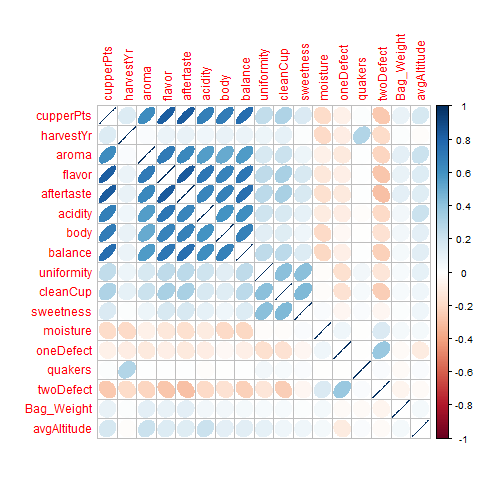 cupperPts
harvestYr
aroma
flavor
aftertaste
acidity
body
balance
uniformity
cleanCup
sweetness
moisture
oneDefect
quakers
twoDefect
Bag_Weight
avgAltitude
cupperPts
harvestYr
aroma
flavor
aftertaste
acidity
body
balance
uniformity
cleanCup
sweetness
moisture
oneDefect
quakers
twoDefect
Bag_Weight
avgAltitude
1
0.8
0.6
0.4
0.2
0
-0.2
-0.4
-0.6
-0.8
-1